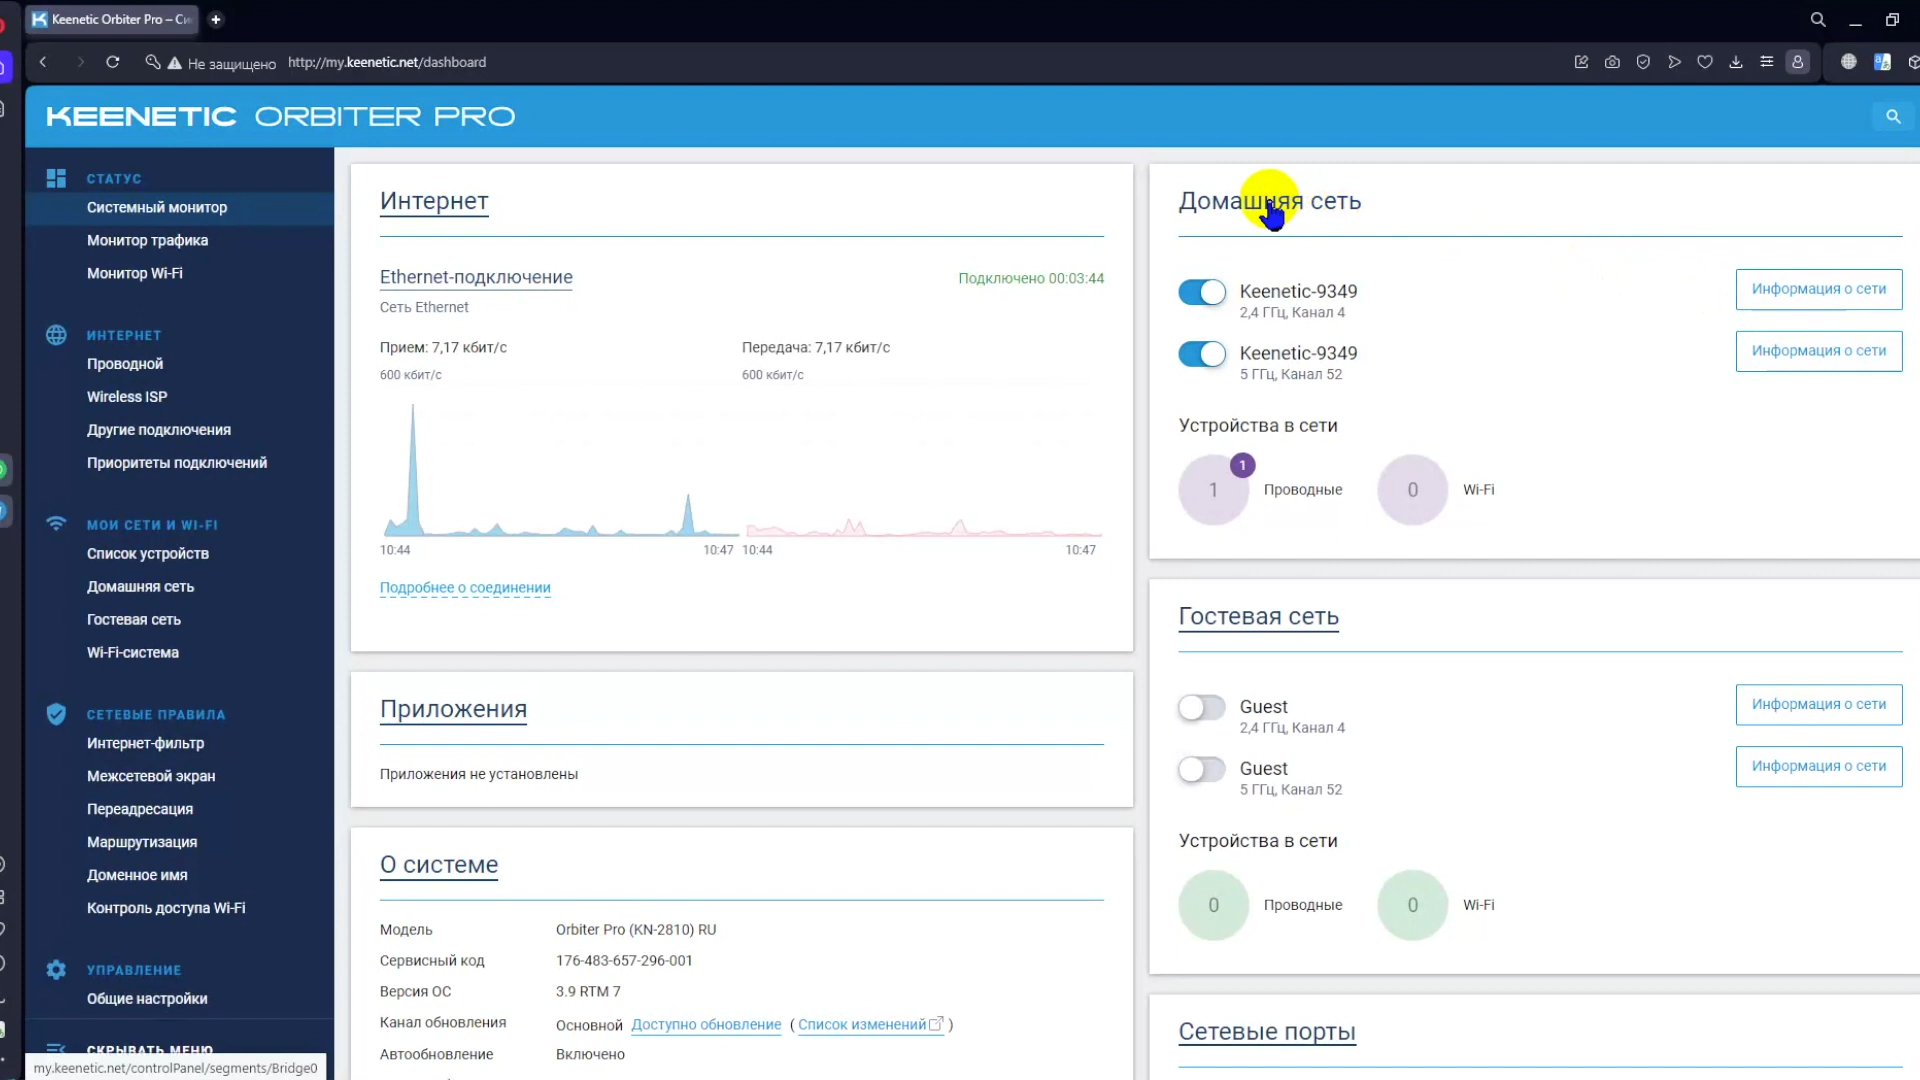 Keenetic Orbiter Pro – Си
Не защищено
http://my.keenetic.net/dashboard
KEENETIC ORBITER PRO
СТАТУС
Системный монитор
Монитор трафика
Монитор Wi-Fi
ИНТЕРНЕТ
Проводной
Wireless ISP
Другие подключения
Приоритеты подключений
МОИ СЕТИ И WI-FI
Список устройств
Домашняя сеть
Гостевая сеть
Wi-Fi-система
СЕТЕВЫЕ ПРАВИЛА
Интернет-фильтр
Межсетевой экран
Переадресация
Маршрутизация
Доменное имя
Контроль доступа Wi-Fi
УПРАВЛЕНИЕ
Общие настройки
СКРЫВАТЬ МЕНЮ
my.keenetic.net/controlPanel/segments/Bridge0
Интернет
Ethernet-подключение
Подключено 00:03:44
Сеть Ethernet
Прием: 7,17 кбит/с
Передача: 7,17 кбит/с
600 кбит/с
600 кбит/с
10:44
10:47
10:44
10:47
Подробнее о соединении
Приложения
Приложения не установлены
О системе
Модель
Orbiter Pro (KN-2810) RU
Сервисный код
176-483-657-296-001
Версия ОС
3.9 RTM 7
Канал обновления
Основной Доступно обновление ( Список изменений )
Автообновление
Включено
Домашняя сеть
Keenetic-9349
2,4 ГГц, Канал 4
Информация о сети
Keenetic-9349
5 ГГц, Канал 52
Информация о сети
Устройства в сети
1
1
Проводные
0
Wi-Fi
Гостевая сеть
Guest
2,4 ГГц, Канал 4
Информация о сети
Guest
5 ГГц, Канал 52
Информация о сети
Устройства в сети
0
Проводные
0
Wi-Fi
Сетевые порты